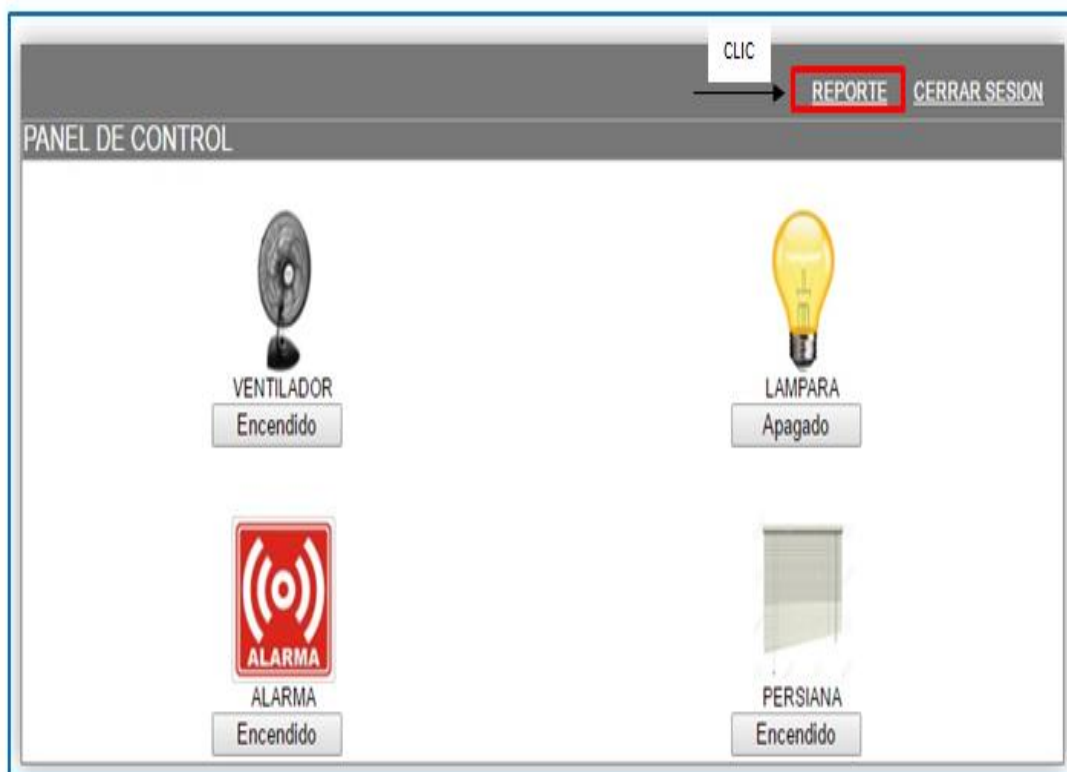 CLIC
REPORTE CERRAR SESION
PANEL DE CONTROL
VENTILADOR
Encendido
LAMPARA
Apagado
ALARMA
ALARMA
Encendido
PERSIANA
Encendido